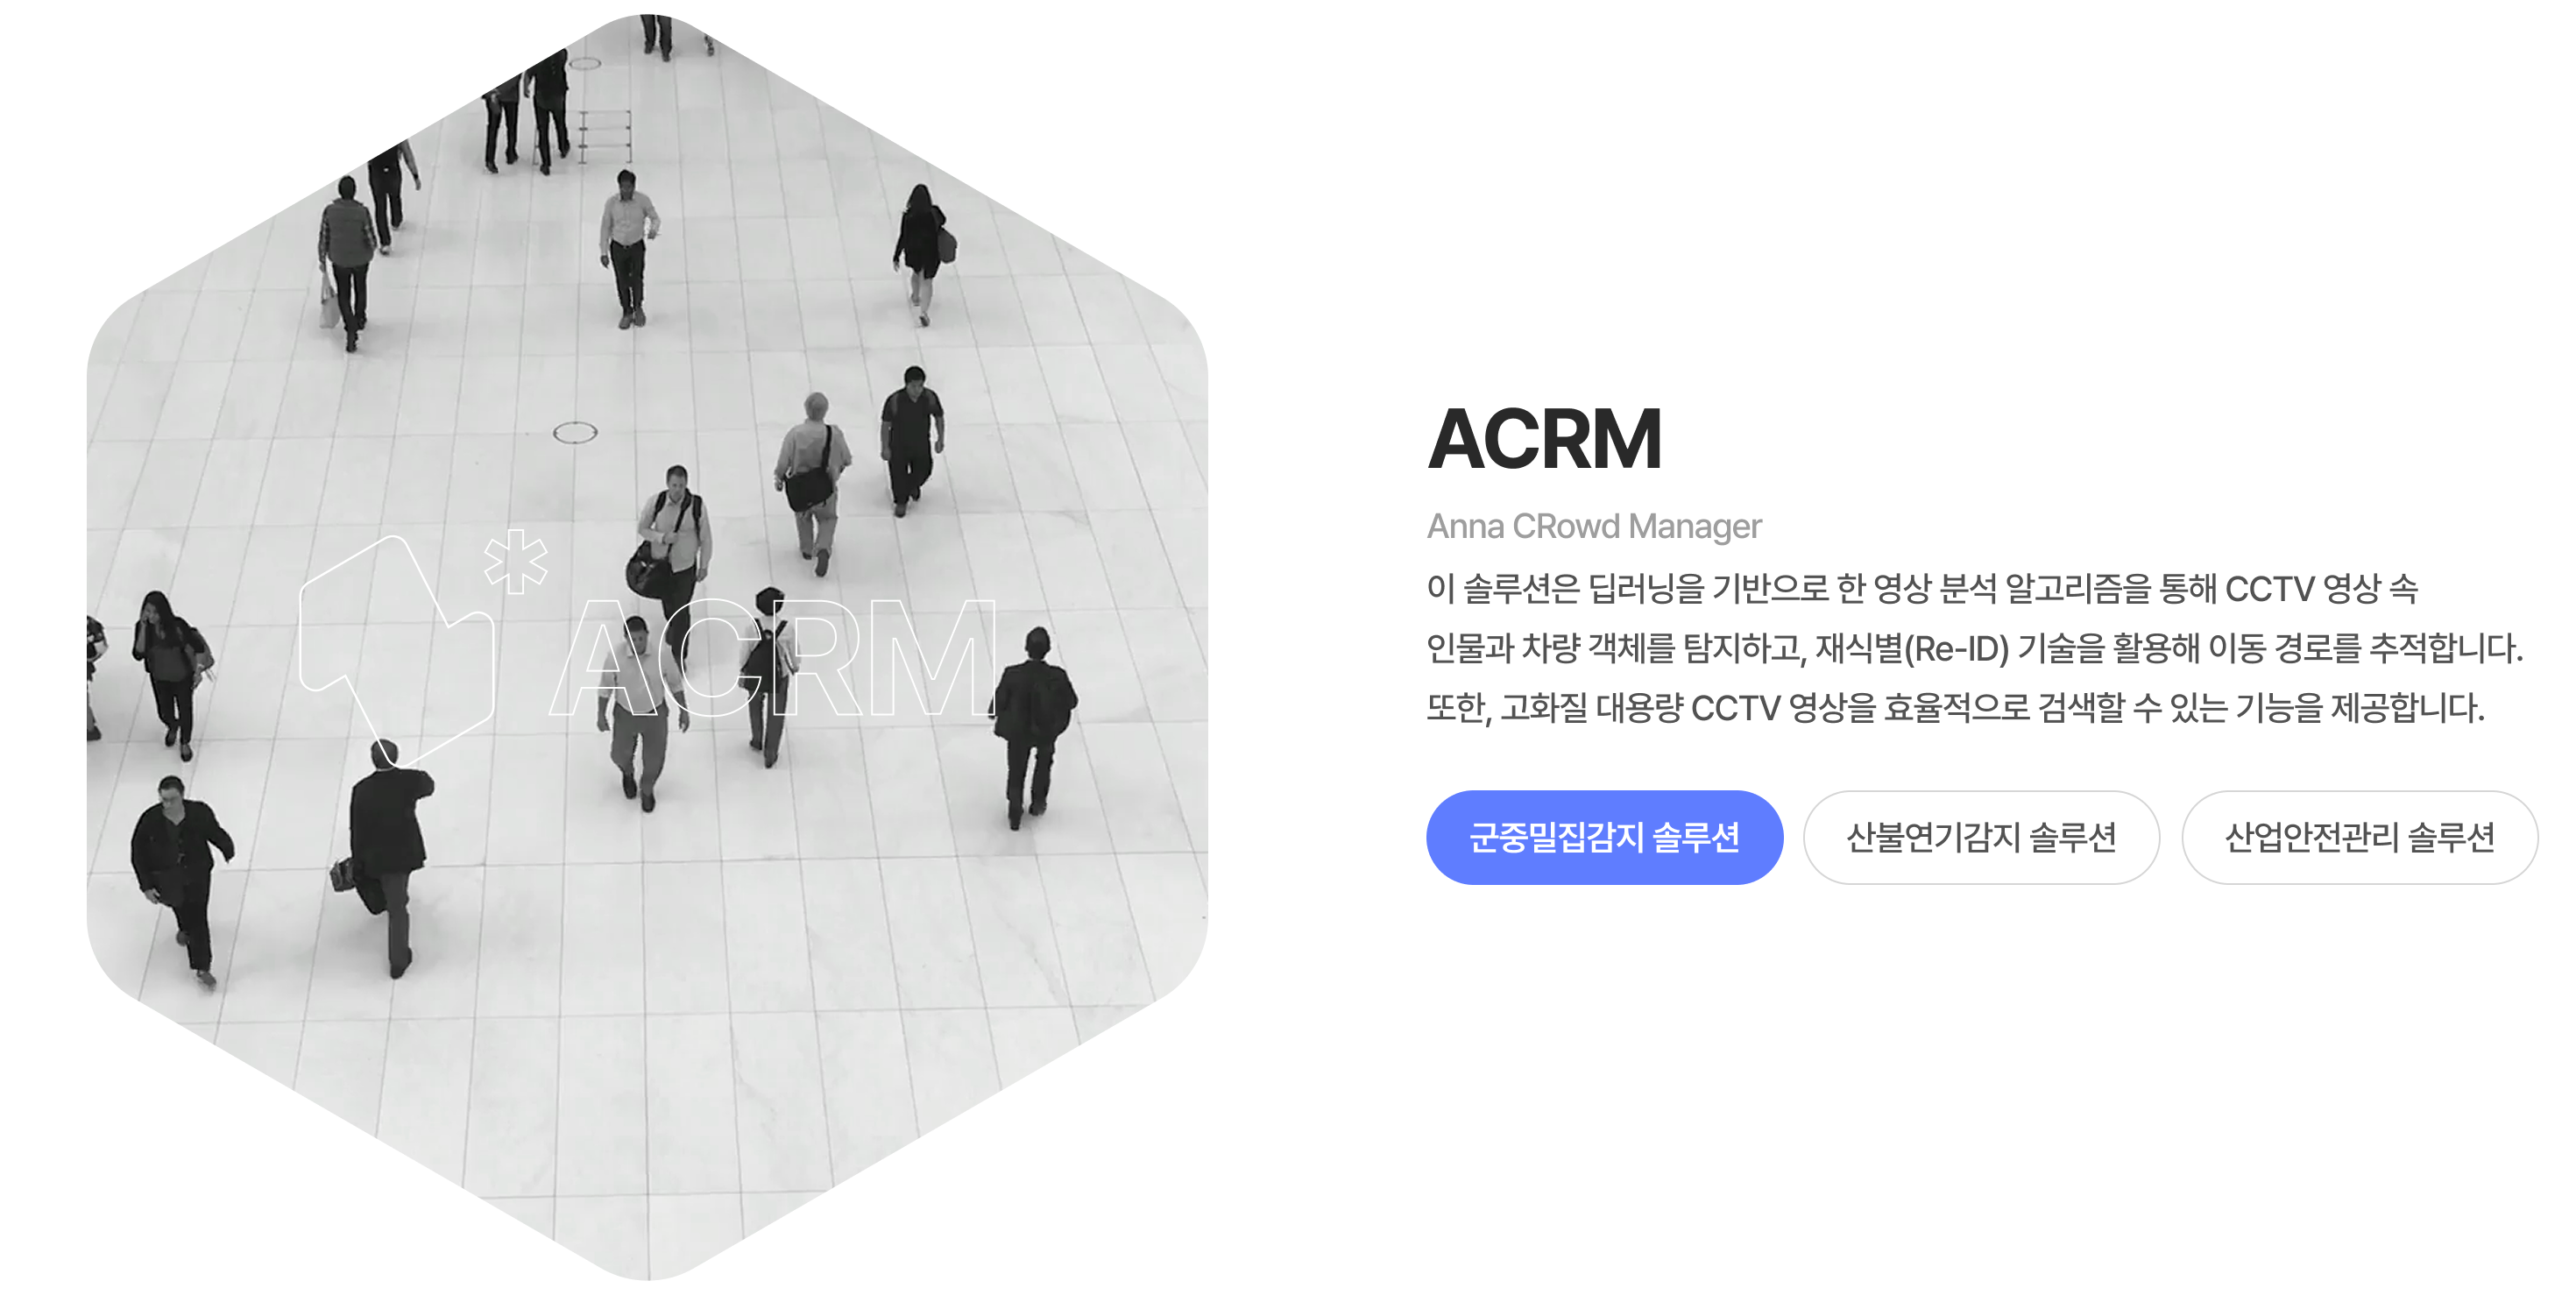 * ACRM
ACRM
Anna CRowd Manager
이 솔루션은 딥러닝을 기반으로 한 영상 분석 알고리즘을 통해 CCTV 영상 속
인물과 차량 객체를 탐지하고, 재식별(Re-ID) 기술을 활용해 이동 경로를 추적합니다.
또한, 고화질 대용량 CCTV 영상을 효율적으로 검색할 수 있는 기능을 제공합니다.
군중밀집감지 솔루션
산불연기감지 솔루션
산업안전관리 솔루션